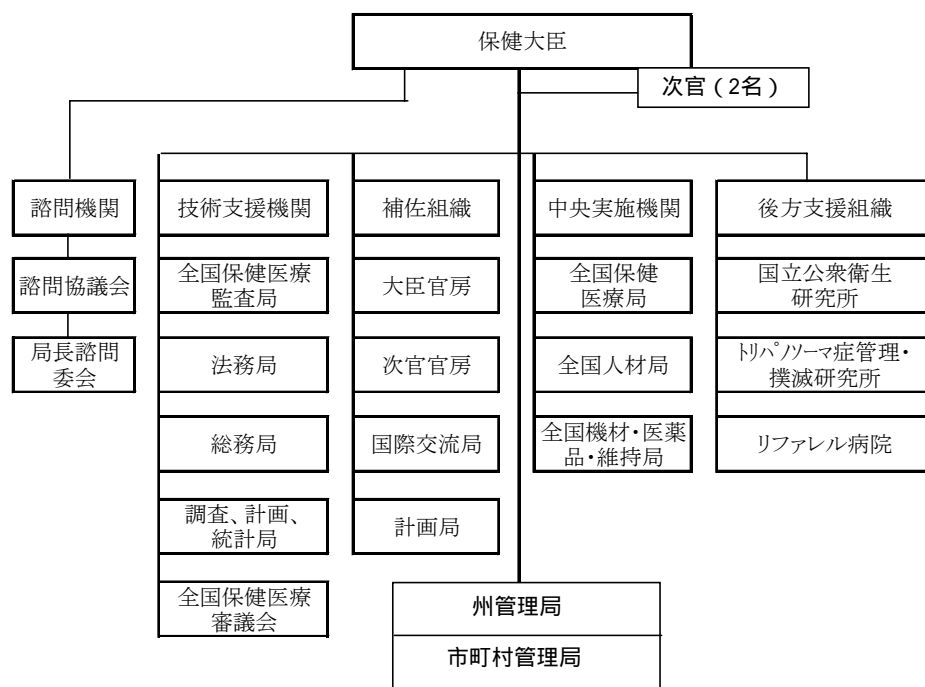 保健大臣
次官（2名）
諮問機関
技術支援機関
補佐組織
中央実施機関
後方支援組織
諮問協議会
全国保健医療
監査局
大臣官房
全国保健
医療局
国立公衆衛生
研究所
局長諮問
委会
法務局
次官官房
全国人材局
ﾄﾘﾊﾟﾉｿｰﾏ症管理・
撲滅研究所
総務局
国際交流局
全国機材・医薬
品・維持局
リファレル病院
調査、計画、
統計局
計画局
全国保健医療
審議会
州管理局
市町村管理局